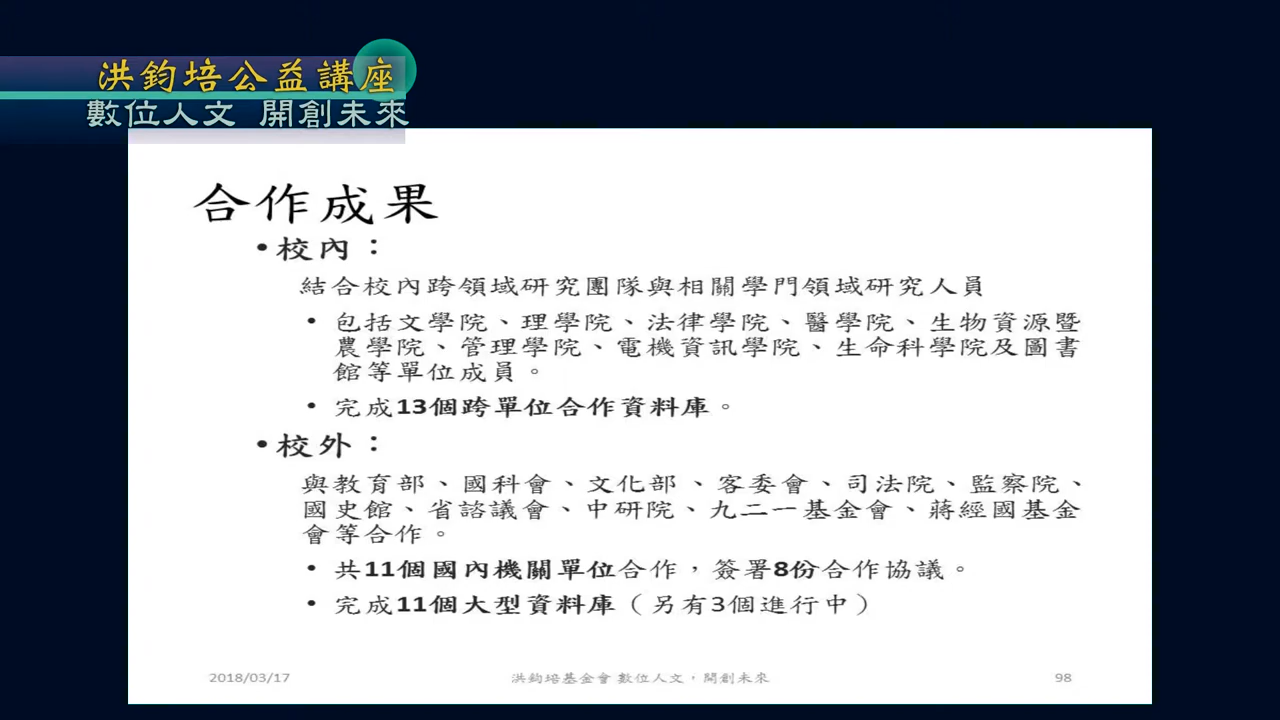 洪鈞培公益講座
數位人文 開創未來
合作成果
•校內：
結合校內跨領域研究團隊與相關學門領域研究人員
• 包括文學院、理學院、法律學院、醫學院、生物資源暨
農學院、管理學院、電機資訊學院、生命科學院及圖書
館等單位成員。
• 完成13個跨單位合作資料庫。
•校外：
與教育部、國科會、文化部、客委會、司法院、監察院、
國史館、省諮議會、中研院、九二一基金會、蔣經國基金
會等合作。
• 共11個國內機關單位合作，簽署8份合作協議。
• 完成11個大型資料庫（另有3個進行中）
2018/03/17
洪鈞培基金會 數位人文，開創未來
98